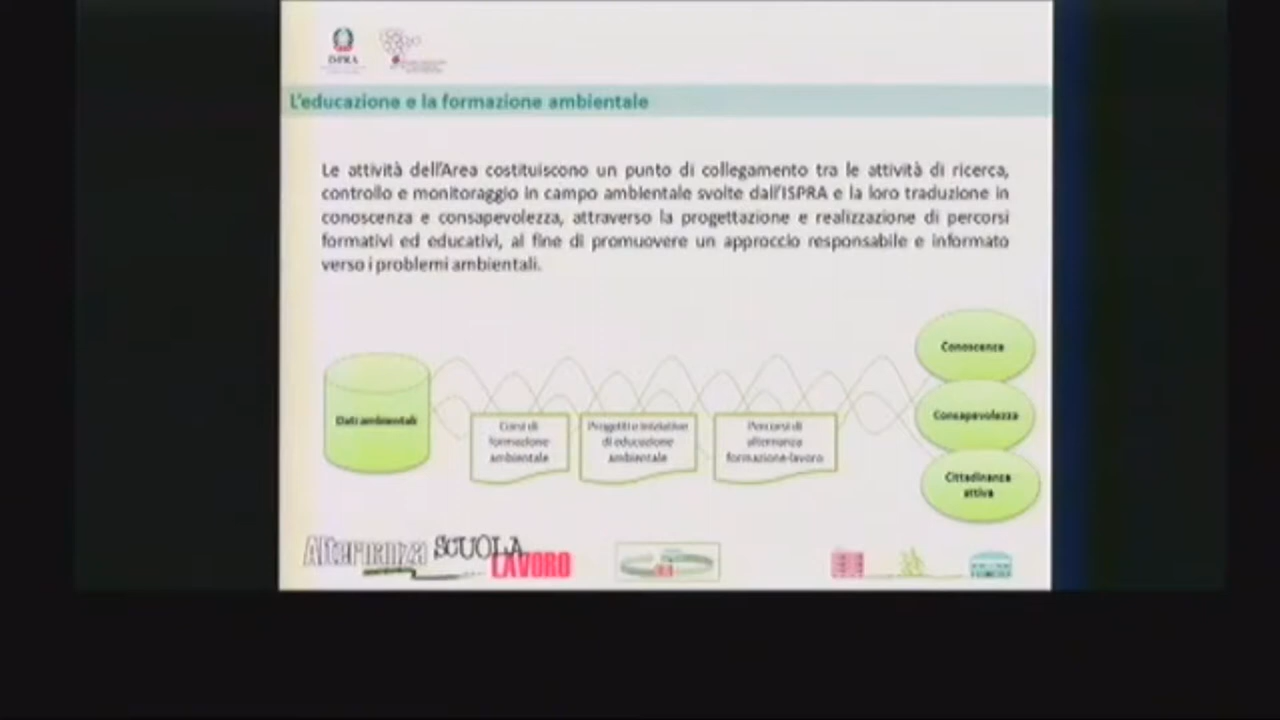 ISPRA
L'educazione e la formazione ambientale
Le attività dell'Area costituiscono un punto di collegamento tra le attività di ricerca,
controllo e monitoraggio in campo ambientale svolte dall'ISPRA e la loro traduzione in
conoscenza e consapevolezza, attraverso la progettazione e realizzazione di percorsi
formativi ed educativi, al fine di promuovere un approccio responsabile e informato
verso i problemi ambientali.
Dati ambientali
Corsi di
formazione
ambientale
Progetti e iniziative
di educazione
ambientale
Percorsi di
alternanza
formazione-lavoro
Conoscenza
Consapevolezza
Cittadinanza
attiva
Alternanza SCUOLA
LAVORO